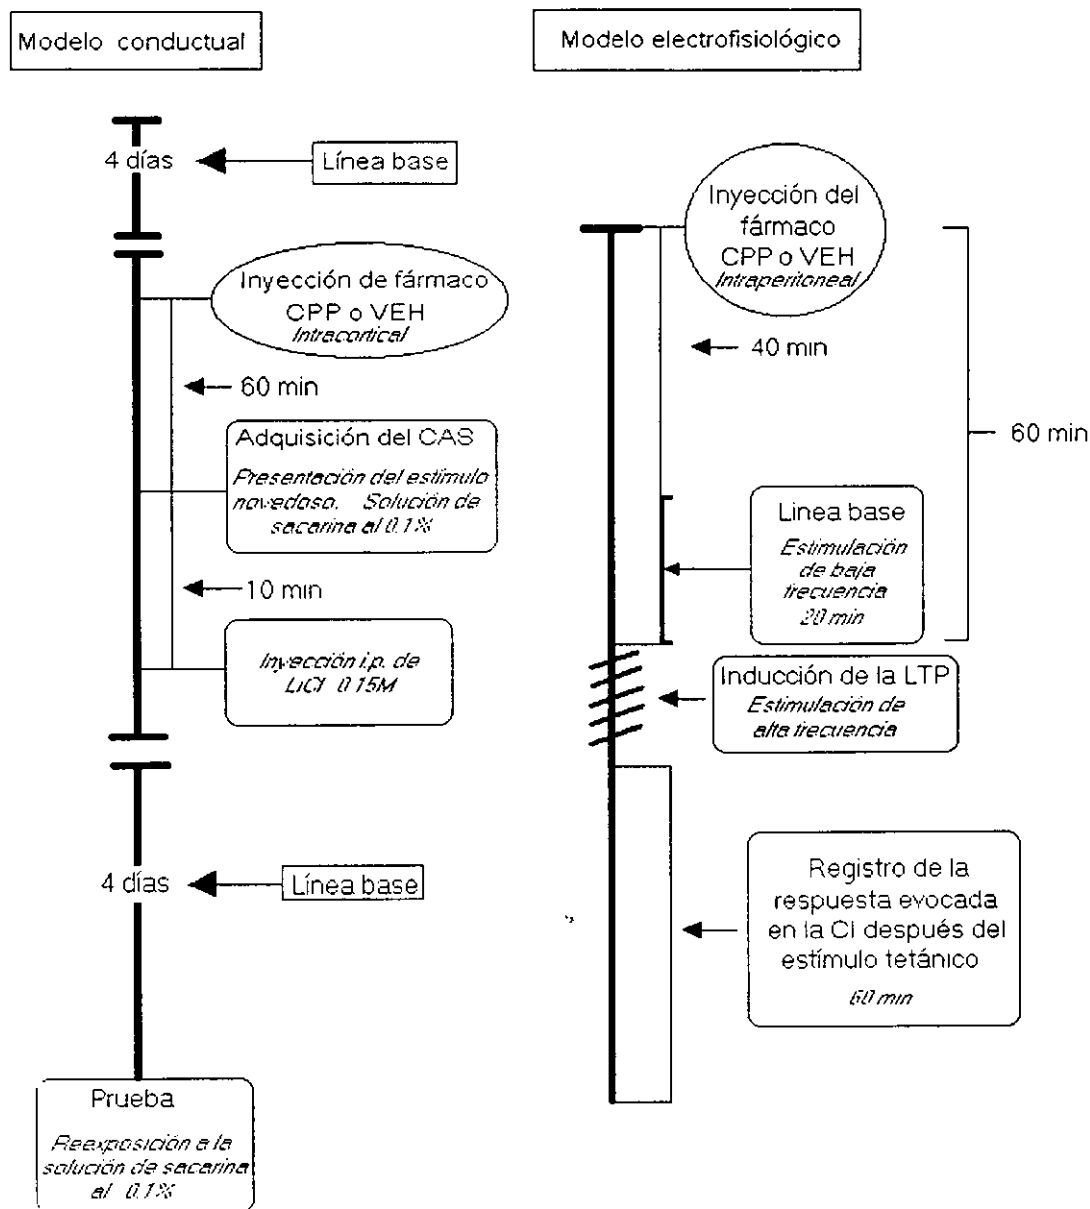 Modelo conductual
4 días
Línea base
Inyección de fármaco
CPP o VEH
Intracortical
60 min
Adquisición del CAS
Presentación del estímulo
novedoso. Solución de
sacarina al 0.1%
10 min
Inyección i.p. de
LiCl 0.15M
4 días
Línea base
Prueba
Reexposición a la
solución de sacarina
al 0.1%
Modelo electrofisiológico
Inyección del
fármaco
CPP o VEH
Intraperitoneal
40 min
60 min
Linea base
Estimulación
de baja
frecuencia
20 min
Inducción de la LTP
Estimulación de
alta frecuencia
Registro de la
respuesta evocada
en la CI después del
estímulo tetánico
60 min